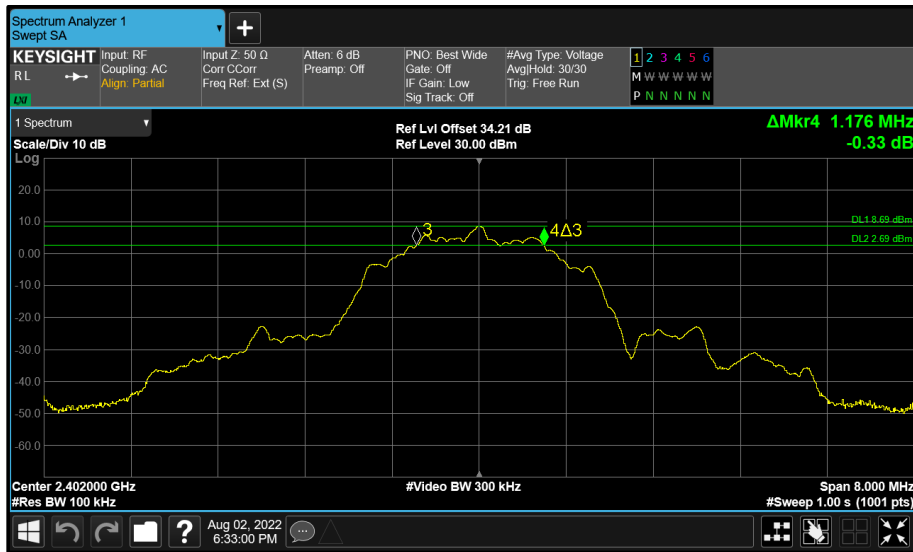 Spectrum Analyzer 1
Swept SA
KEYSIGHT
RL
LXI
Input: RF
Coupling: AC
Align: Partial
Input Z: 50 Ω
Corr CCorr
Freq Ref: Ext (S)
Atten: 6 dB
Preamp: Off
PNO: Best Wide
Gate: Off
IF Gain: Low
Sig Track: Off
#Avg Type: Voltage
Avg|Hold: 30/30
Trig: Free Run
1 2 3 4 5 6
M W W W W W
P N N N N N
1 Spectrum
Scale/Div 10 dB
Log
Ref Lvl Offset 34.21 dB
Ref Level 30.00 dBm
ΔMkr4 1.176 MHz
-0.33 dB
20.0
10.0
0.00
-10.0
-20.0
-30.0
-40.0
-50.0
-60.0
3
4Δ3
DL1 8.69 dBm
DL2 2.69 dBm
Center 2.402000 GHz
#Res BW 100 kHz
#Video BW 300 kHz
Span 8.000 MHz
#Sweep 1.00 s (1001 pts)
?
Aug 02, 2022
6:33:00 PM